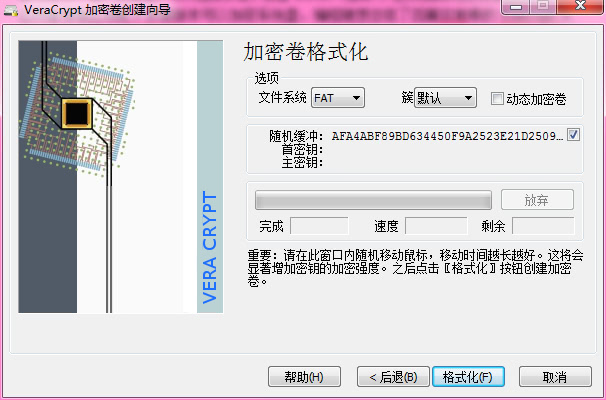 VeraCrypt 加密卷创建向导
加密卷格式化
选项
文件系统 FAT 簇 默认 动态加密卷
随机缓冲: AFA4ABF89BD634450F9A2523E21D2509...
首密钥:
主密钥:
放弃
完成 速度 剩余
重要: 请在此窗口内随机移动鼠标，移动时间越长越好。这将会
显著增加密钥的加密强度。之后点击〖格式化〗按钮创建加密
卷。
VERA CRYPT
帮助(H) < 后退(B) 格式化(F) 取消